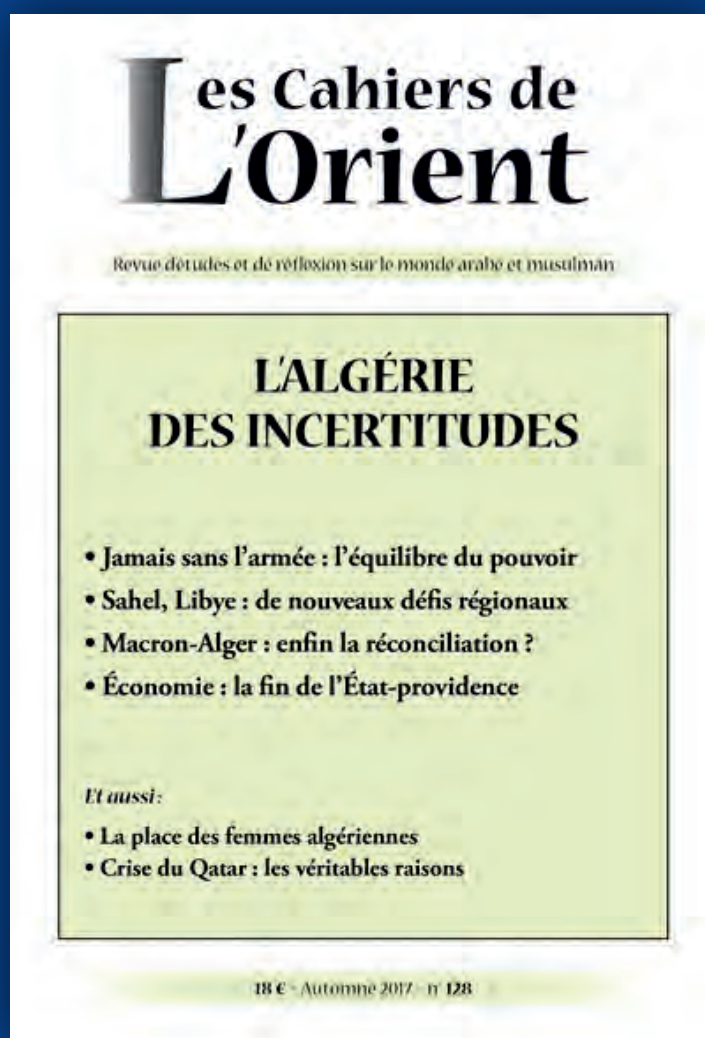 Les Cahiers de
L'Orient
Revue d'études et de réflexion sur le monde arabe et musulman
L'ALGÉRIE
DES INCERTITUDES
• Jamais sans l'armée : l'équilibre du pouvoir
• Sahel, Libye : de nouveaux défis régionaux
• Macron-Alger : enfin la réconciliation ?
• Économie : la fin de l'État-providence
Et aussi :
• La place des femmes algériennes
• Crise du Qatar : les véritables raisons
18 € - Automne 2017 - n° 128